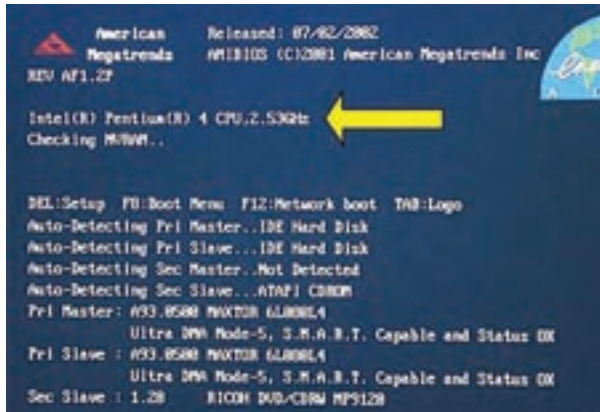 American Released: 07/02/2002
Megatrends AMIBIOS (C)2001 American Megatrends Inc
REV AF1.2P
Intel(R) Pentium(R) 4 CPU,2.53GHz
Checking NVRAM..
DEL:Setup F8:Boot Menu F12:Network boot TAB:Logo
Auto-Detecting Pri Master..IDE Hard Disk
Auto-Detecting Pri Slave...IDE Hard Disk
Auto-Detecting Sec Master..Not Detected
Auto-Detecting Sec Slave...ATAPI CDROM
Pri Master: A93.0500 MAXTOR 6L080L4
Ultra DMA Mode-5, S.M.A.R.T. Capable and Status OK
Pri Slave : A93.0500 MAXTOR 6L080L4
Ultra DMA Mode-5, S.M.A.R.T. Capable and Status OK
Sec Slave : 1.20 RICOH DVD/CDRW MP9120